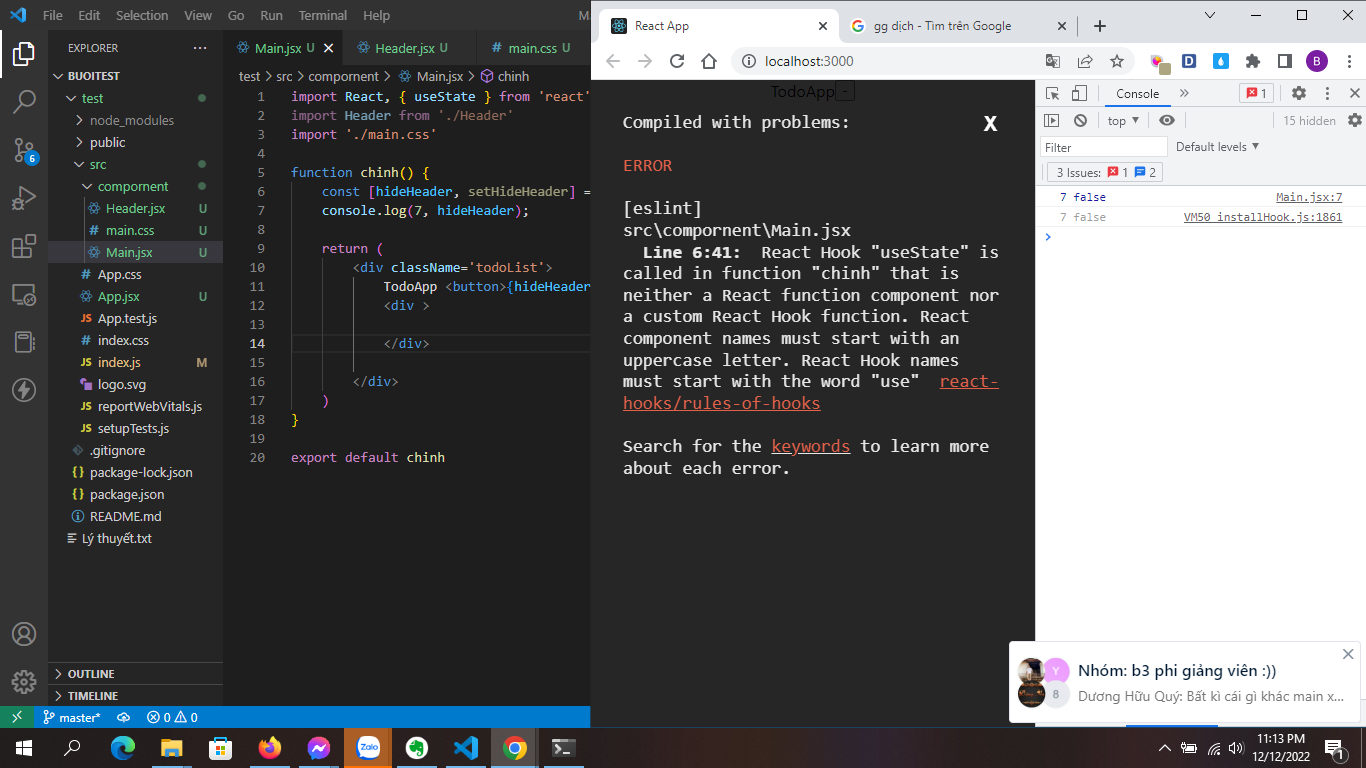 File Edit Selection View Go Run Terminal Help Ma
EXPLORER ...
BUOITEST
test
node_modules
public
src
compornent
Header.jsx U
main.css U
Main.jsx U
App.css
App.jsx U
App.test.js
index.css
index.js M
logo.svg
reportWebVitals.js
setupTests.js
.gitignore
package-lock.json
package.json
README.md
Lý thuyết.txt
OUTLINE
TIMELINE
6
Main.jsx U
Header.jsx U
main.css U
test > src > compornent > Main.jsx > chinh
1 import React, { useState } from 'react'
2 import Header from './Header'
3 import './main.css'
4
5 function chinh() {
6 const [hideHeader, setHideHeader] =
7 console.log(7, hideHeader);
8
9 return (
10 <div className='todoList'>
11 TodoApp <button>{hideHeader
12 <div >
13
14 </div>
15
16 </div>
17 )
18 }
19
20 export default chinh
master* 0 0
React App
gg dịch - Tìm trên Google
localhost:3000
B
TodoApp -
Compiled with problems: X
ERROR
[eslint]
src\compornent\Main.jsx
Line 6:41: React Hook "useState" is
called in function "chinh" that is
neither a React function component nor
a custom React Hook function. React
component names must start with an
uppercase letter. React Hook names
must start with the word "use" react-
hooks/rules-of-hooks
Search for the keywords to learn more
about each error.
Console » 1
top ▼ 15 hidden
Filter Default levels ▼
3 Issues: 1 2
7 false Main.jsx:7
7 false VM50 installHook.js:1861
Y
8
Nhóm: b3 phi giảng viên :))
Dương Hữu Quý: Bất kì cái gì khác main x...
Zalo
11:13 PM
12/12/2022
1